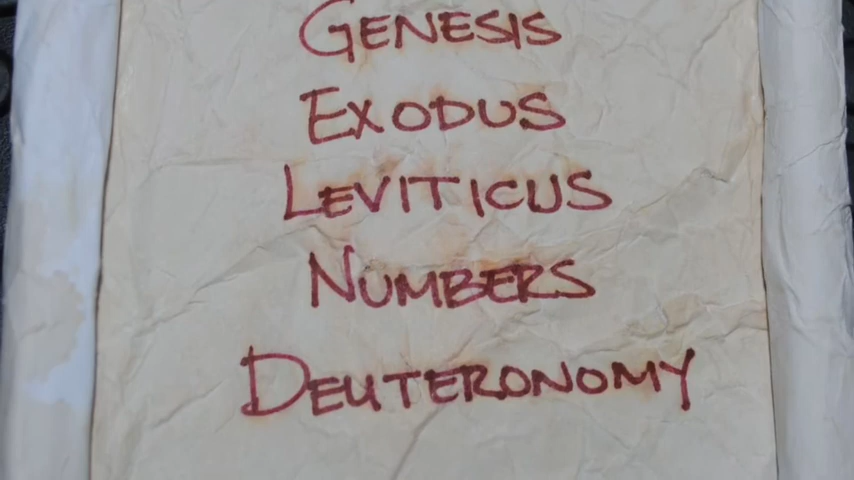 GENESIS
EXODUS
LEVITICUS
NUMBERS
DEUTERONOMY